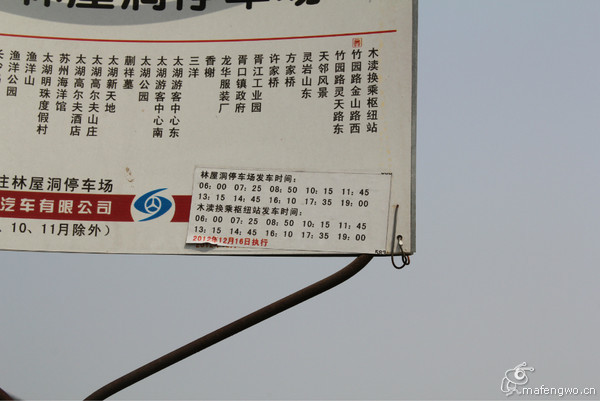 林屋洞停车场
木渎换乘枢纽站
竹园路金山路西
竹园路灵天路东
天邻风景
灵岩山东
方家桥
许家桥
胥江工业园
胥口镇政府
龙华服装厂
香榭
三洋
太湖游客中心东
太湖游客中心南
太湖公园
蒯祥墓
太湖新天地
太湖高尔夫山庄
太湖高尔夫酒店
苏州海洋馆
太湖明珠度假村
渔洋山
渔洋公园
往林屋洞停车场
汽车有限公司
、10、11月除外）
林屋洞停车场发车时间：
06：00 07：25 08：50 10：15 11：45
13：15 14：45 16：10 17：35 19：00
木渎换乘枢纽站发车时间：
06：00 07：25 08：50 10：15 11：45
13：15 14：45 16：10 17：35 19：00
2012年12月16日执行
mafengwo.cn